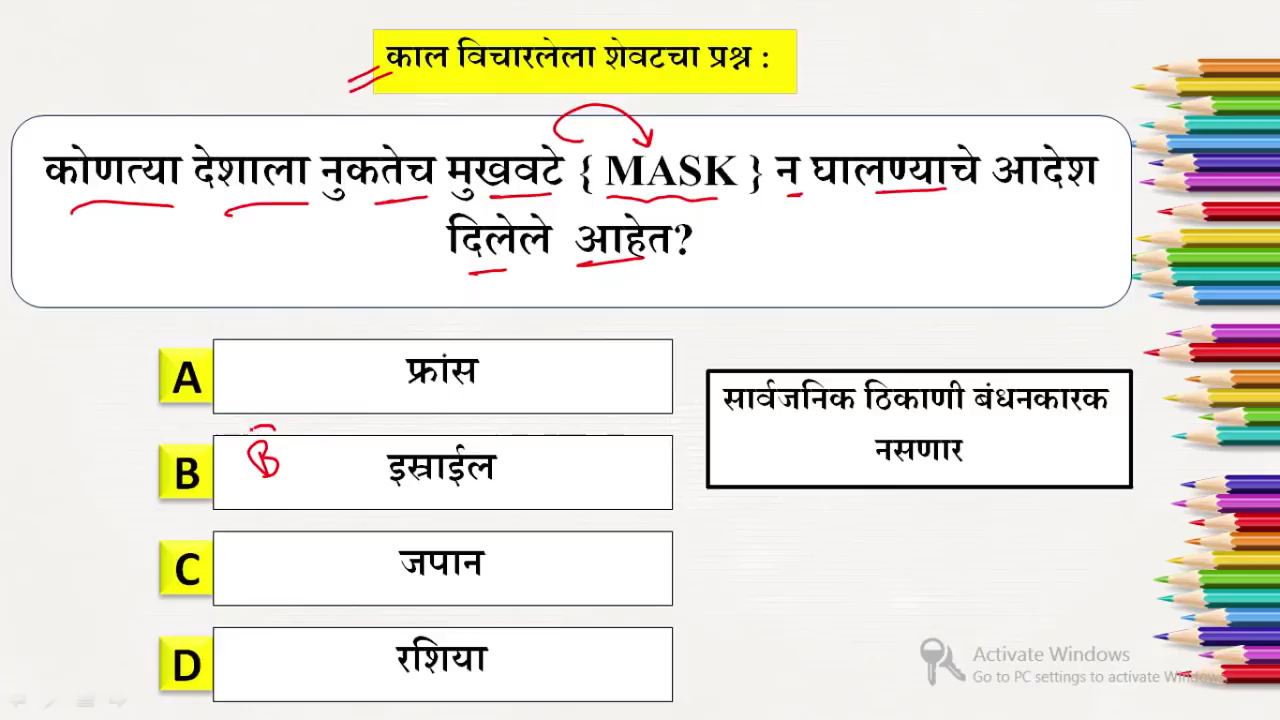 काल विचारलेला शेवटचा प्रश्न :
कोणत्या देशाला नुकतेच मुखवटे { MASK } न घालण्याचे आदेश
दिलेले आहेत?
A फ्रांस
सार्वजनिक ठिकाणी बंधनकारक
नसणार
B B इस्राईल
C जपान
D रशिया
Activate Windows
Go to PC settings to activate Windows.